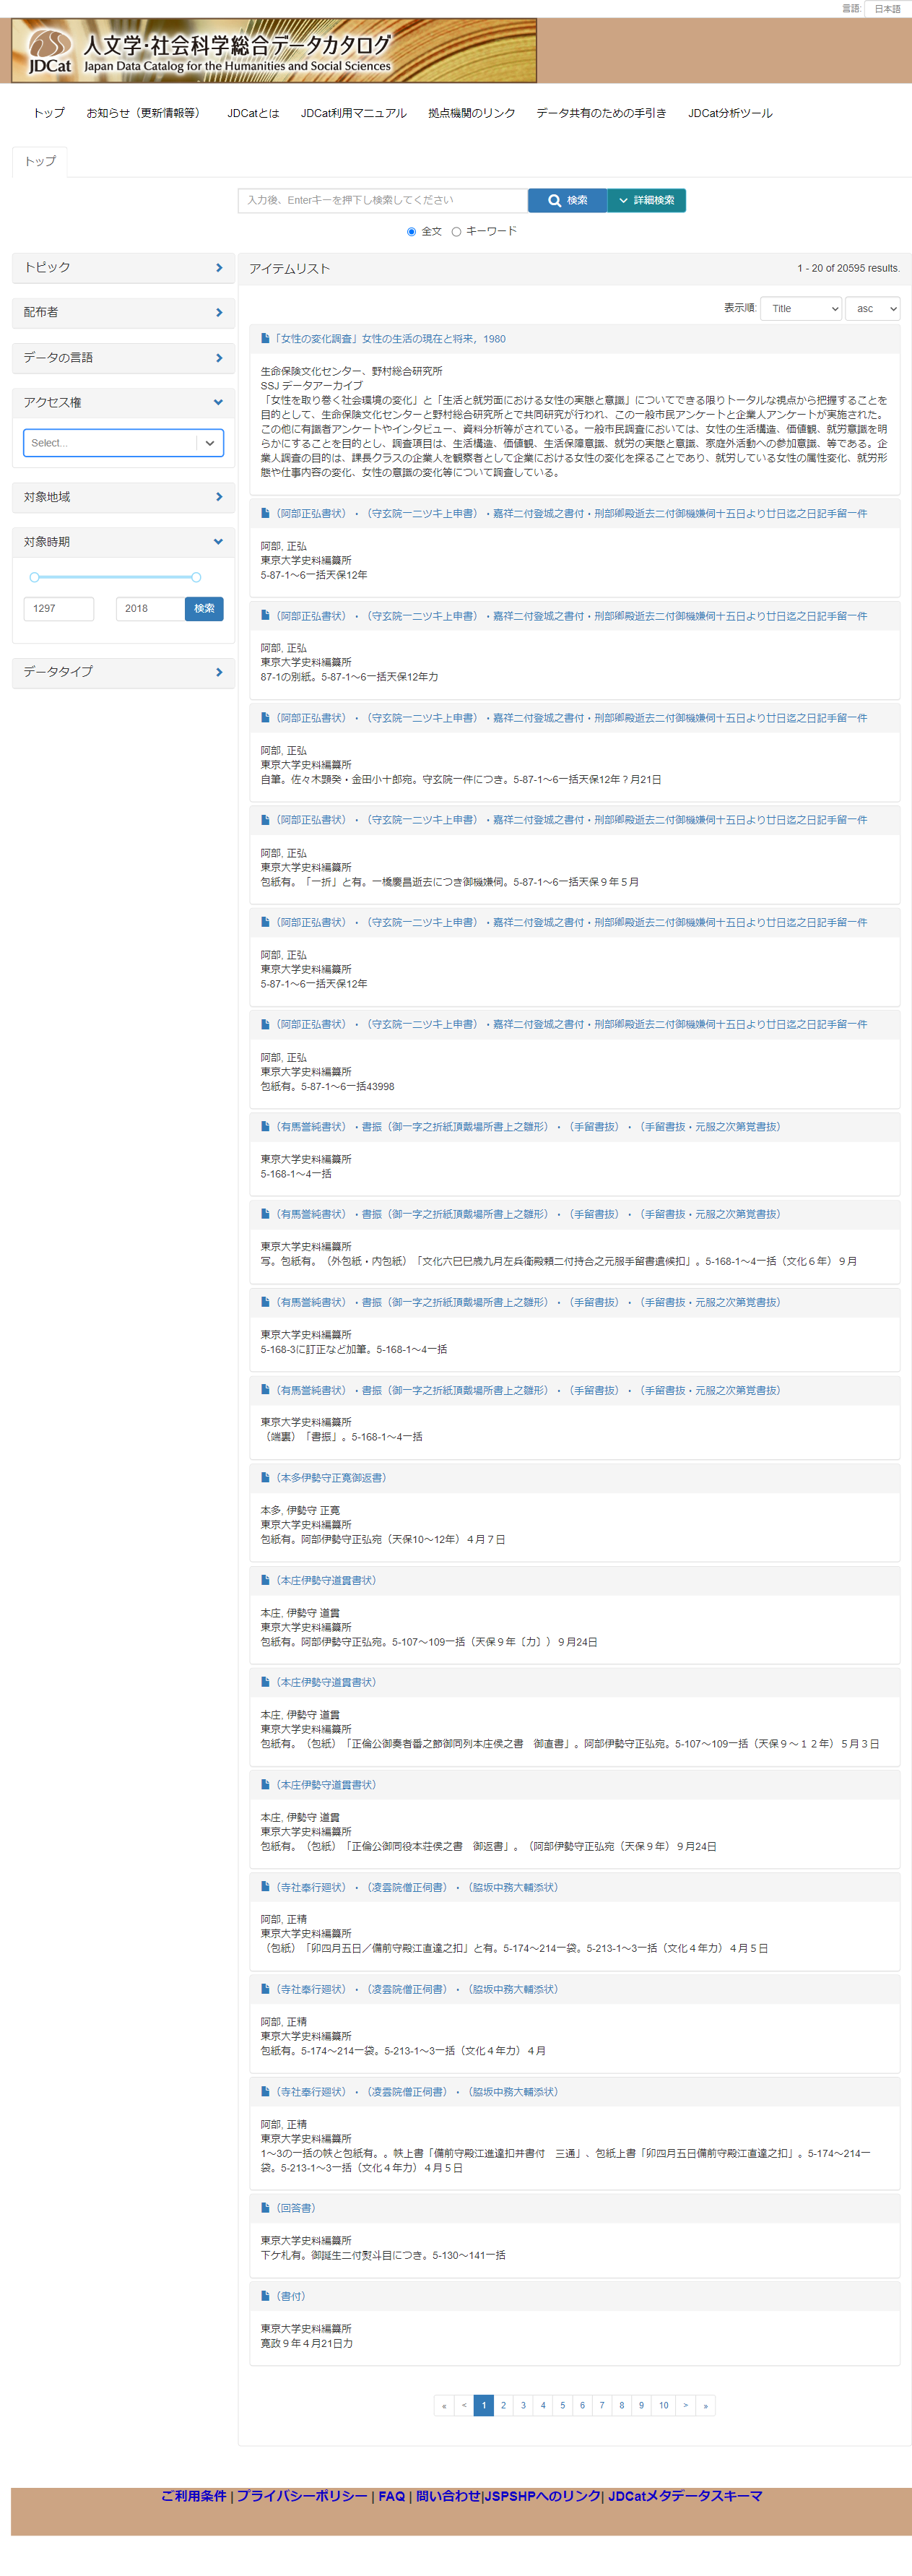 言語: 日本語
JDCat 人文学・社会科学総合データカタログ
Japan Data Catalog for the Humanities and Social Sciences
トップ お知らせ（更新情報等） JDCatとは JDCat利用マニュアル 拠点機関のリンク データ共有のための手引き JDCat分析ツール
トップ
入力後、Enterキーを押下し検索してください 検索 詳細検索
全文 キーワード
トピック
配布者
データの言語
アクセス権
Select...
対象地域
対象時期
1297 2018 検索
データタイプ
アイテムリスト 1 - 20 of 20595 results.
表示順: Title asc
「女性の変化調査」女性の生活の現在と将来，1980
生命保険文化センター、野村総合研究所
SSJ データアーカイブ
「女性を取り巻く社会環境の変化」と「生活と就労面における女性の実態と意識」についてできる限りトータルな視点から把握することを
目的として、生命保険文化センターと野村総合研究所とで共同研究が行われ、この一般市民アンケートと企業人アンケートが実施された。
この他に有識者アンケートやインタビュー、資料分析等がされている。一般市民調査においては、女性の生活構造、価値観、就労意識を明
らかにすることを目的とし、調査項目は、生活構造、価値観、生活保障意識、就労の実態と意識、家庭外活動への参加意識、等である。企
業人調査の目的は、課長クラスの企業人を観察者として企業における女性の変化を探ることであり、就労している女性の属性変化、就労形
態や仕事内容の変化、女性の意識の変化等について調査している。
（阿部正弘書状）・（守玄院一ニツキ上申書）・嘉祥ニ付登城之書付・刑部卿殿逝去ニ付御機嫌伺十五日より廿日迄之日記手留一件
阿部, 正弘
東京大学史料編纂所
5-87-1～6一括天保12年
（阿部正弘書状）・（守玄院一ニツキ上申書）・嘉祥ニ付登城之書付・刑部卿殿逝去ニ付御機嫌伺十五日より廿日迄之日記手留一件
阿部, 正弘
東京大学史料編纂所
87-1の別紙。5-87-1～6一括天保12年カ
（阿部正弘書状）・（守玄院一ニツキ上申書）・嘉祥ニ付登城之書付・刑部卿殿逝去ニ付御機嫌伺十五日より廿日迄之日記手留一件
阿部, 正弘
東京大学史料編纂所
自筆。佐々木顕発・金田小十郎宛。守玄院一件につき。5-87-1～6一括天保12年？月21日
（阿部正弘書状）・（守玄院一ニツキ上申書）・嘉祥ニ付登城之書付・刑部卿殿逝去ニ付御機嫌伺十五日より廿日迄之日記手留一件
阿部, 正弘
東京大学史料編纂所
包紙有。「一折」と有。一橋慶昌逝去につき御機嫌伺。5-87-1～6一括天保９年５月
（阿部正弘書状）・（守玄院一ニツキ上申書）・嘉祥ニ付登城之書付・刑部卿殿逝去ニ付御機嫌伺十五日より廿日迄之日記手留一件
阿部, 正弘
東京大学史料編纂所
5-87-1～6一括天保12年
（阿部正弘書状）・（守玄院一ニツキ上申書）・嘉祥ニ付登城之書付・刑部卿殿逝去ニ付御機嫌伺十五日より廿日迄之日記手留一件
阿部, 正弘
東京大学史料編纂所
包紙有。5-87-1～6一括43998
（有馬誉純書状）・書振（御一字之折紙頂戴場所書上之雛形）・（手留書抜）・（手留書抜・元服之次第覚書抜）
東京大学史料編纂所
5-168-1～4一括
（有馬誉純書状）・書振（御一字之折紙頂戴場所書上之雛形）・（手留書抜）・（手留書抜・元服之次第覚書抜）
東京大学史料編纂所
写。包紙有。（外包紙・内包紙）「文化六巳巳歳九月左兵衛殿頼ニ付持合之元服手留書遣候扣」。5-168-1～4一括（文化６年）９月
（有馬誉純書状）・書振（御一字之折紙頂戴場所書上之雛形）・（手留書抜）・（手留書抜・元服之次第覚書抜）
東京大学史料編纂所
5-168-3に訂正など加筆。5-168-1～4一括
（有馬誉純書状）・書振（御一字之折紙頂戴場所書上之雛形）・（手留書抜）・（手留書抜・元服之次第覚書抜）
東京大学史料編纂所
（端裏）「書振」。5-168-1～4一括
（本多伊勢守正寛御返書）
本多, 伊勢守 正寛
東京大学史料編纂所
包紙有。阿部伊勢守正弘宛（天保10～12年）４月７日
（本庄伊勢守道貫書状）
本庄, 伊勢守 道貫
東京大学史料編纂所
包紙有。阿部伊勢守正弘宛。5-107～109一括（天保９年〔カ〕）９月24日
（本庄伊勢守道貫書状）
本庄, 伊勢守 道貫
東京大学史料編纂所
包紙有。（包紙）「正倫公御奏者番之節御同列本庄侯之書　御直書」。阿部伊勢守正弘宛。5-107～109一括（天保９～１２年）５月３日
（本庄伊勢守道貫書状）
本庄, 伊勢守 道貫
東京大学史料編纂所
包紙有。（包紙）「正倫公御同役本荘侯之書　御返書」。（阿部伊勢守正弘宛（天保９年）９月24日
（寺社奉行廻状）・（凌雲院僧正伺書）・（脇坂中務大輔添状）
阿部, 正精
東京大学史料編纂所
（包紙）「卯四月五日／備前守殿江直達之扣」と有。5-174～214一袋。5-213-1～3一括（文化４年カ）４月５日
（寺社奉行廻状）・（凌雲院僧正伺書）・（脇坂中務大輔添状）
阿部, 正精
東京大学史料編纂所
包紙有。5-174～214一袋。5-213-1～3一括（文化４年カ）４月
（寺社奉行廻状）・（凌雲院僧正伺書）・（脇坂中務大輔添状）
阿部, 正精
東京大学史料編纂所
1～3の一括の帙と包紙有。。帙上書「備前守殿江進達扣并書付　三通」、包紙上書「卯四月五日備前守殿江直達之扣」。5-174～214一
袋。5-213-1～3一括（文化４年カ）４月５日
（回答書）
東京大学史料編纂所
下ケ札有。御誕生ニ付熨斗目につき。5-130～141一括
（書付）
東京大学史料編纂所
寛政９年４月21日カ
« < 1 2 3 4 5 6 7 8 9 10 > »
ご利用条件 | プライバシーポリシー | FAQ | 問い合わせ|JSPSHPへのリンク| JDCatメタデータスキーマ